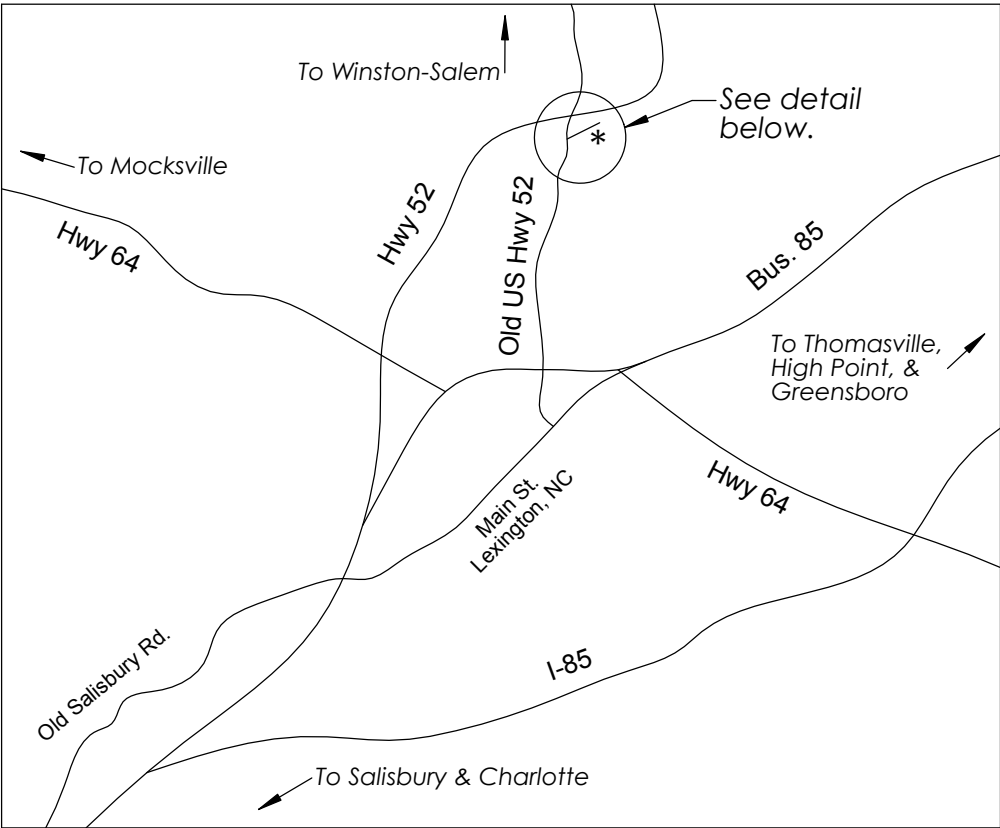 To Winston-Salem
See detail
below.
*
To Mocksville
Hwy 64
Hwy 52
Old US Hwy 52
Bus. 85
To Thomasville,
High Point, &
Greensboro
Hwy 64
Main St.
Lexington, NC
Old Salisbury Rd.
I-85
To Salisbury & Charlotte